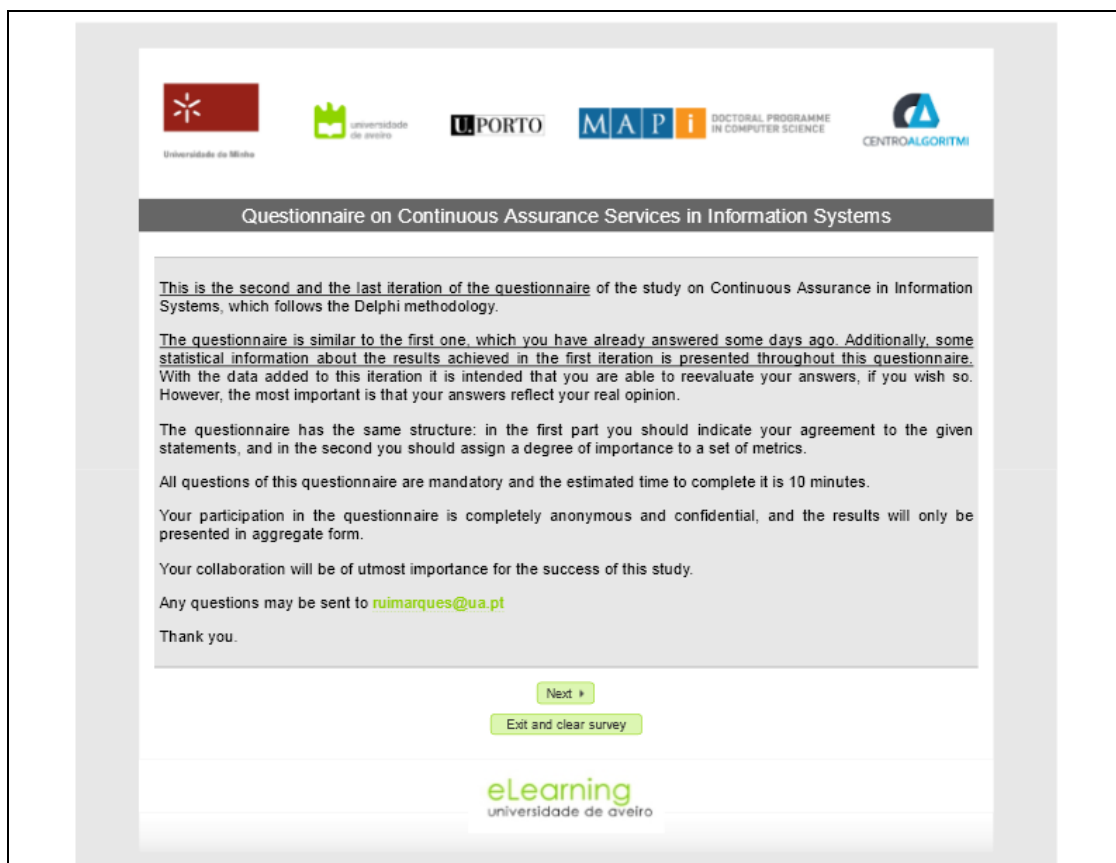 Universidade do Minho
universidade
de aveiro
U.PORTO
MAPi
DOCTORAL PROGRAMME
IN COMPUTER SCIENCE
CENTROALGORITMI
Questionnaire on Continuous Assurance Services in Information Systems
This is the second and the last iteration of the questionnaire of the study on Continuous Assurance in Information
Systems, which follows the Delphi methodology.
The questionnaire is similar to the first one, which you have already answered some days ago. Additionally, some
statistical information about the results achieved in the first iteration is presented throughout this questionnaire.
With the data added to this iteration it is intended that you are able to reevaluate your answers, if you wish so.
However, the most important is that your answers reflect your real opinion.
The questionnaire has the same structure: in the first part you should indicate your agreement to the given
statements, and in the second you should assign a degree of importance to a set of metrics.
All questions of this questionnaire are mandatory and the estimated time to complete it is 10 minutes.
Your participation in the questionnaire is completely anonymous and confidential, and the results will only be
presented in aggregate form.
Your collaboration will be of utmost importance for the success of this study.
Any questions may be sent to ruimarques@ua.pt
Thank you.
Next
Exit and clear survey
eLearning
universidade de aveiro